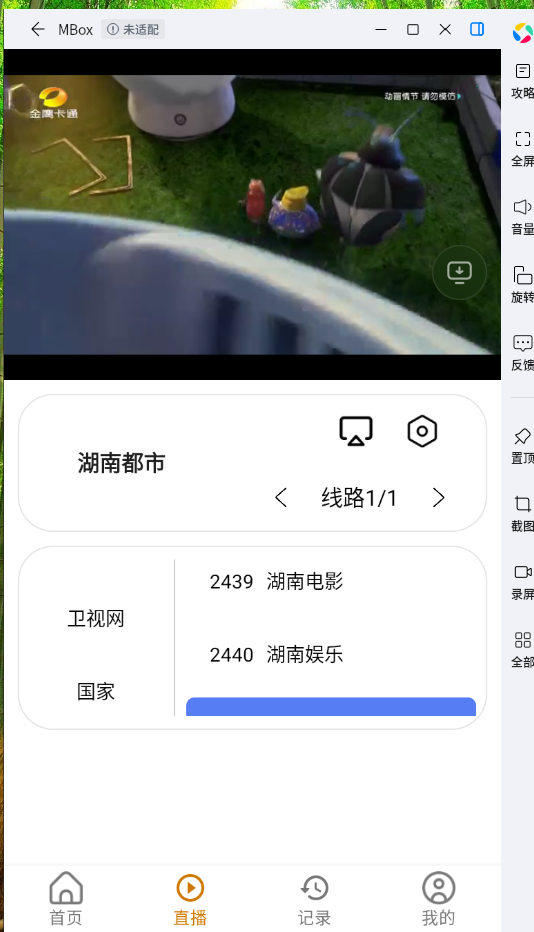 MBox 未适配
攻略
全屏
音量
旋转
反馈
置顶
截图
录屏
全部
金鹰卡通
动画情节 请勿模仿
湖南都市
线路1/1
卫视网
国家
2439 湖南电影
2440 湖南娱乐
首页
直播
记录
我的